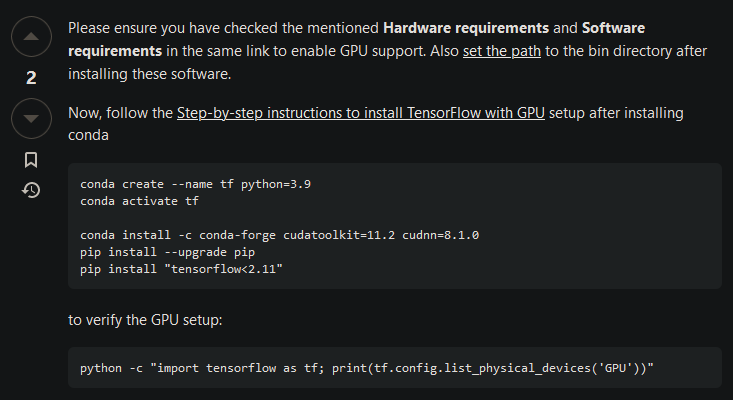 Please ensure you have checked the mentioned Hardware requirements and Software
requirements in the same link to enable GPU support. Also set the path to the bin directory after
installing these software.
2
Now, follow the Step-by-step instructions to install TensorFlow with GPU setup after installing
conda
conda create --name tf python=3.9
conda activate tf
conda install -c conda-forge cudatoolkit=11.2 cudnn=8.1.0
pip install --upgrade pip
pip install "tensorflow<2.11"
to verify the GPU setup:
python -c "import tensorflow as tf; print(tf.config.list_physical_devices('GPU'))"